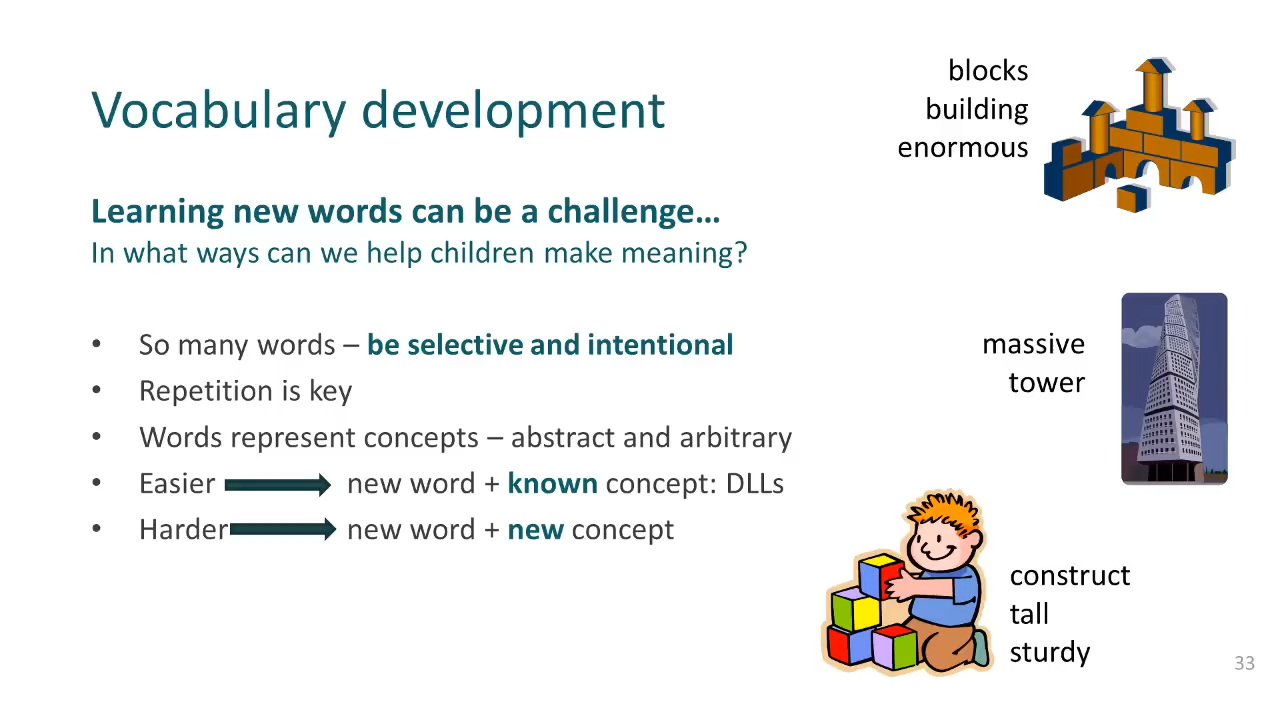 Vocabulary development
Learning new words can be a challenge…
In what ways can we help children make meaning?
• So many words – be selective and intentional
• Repetition is key
• Words represent concepts – abstract and arbitrary
• Easier new word + known concept: DLLs
• Harder new word + new concept
blocks
building
enormous
massive
tower
construct
tall
sturdy
33